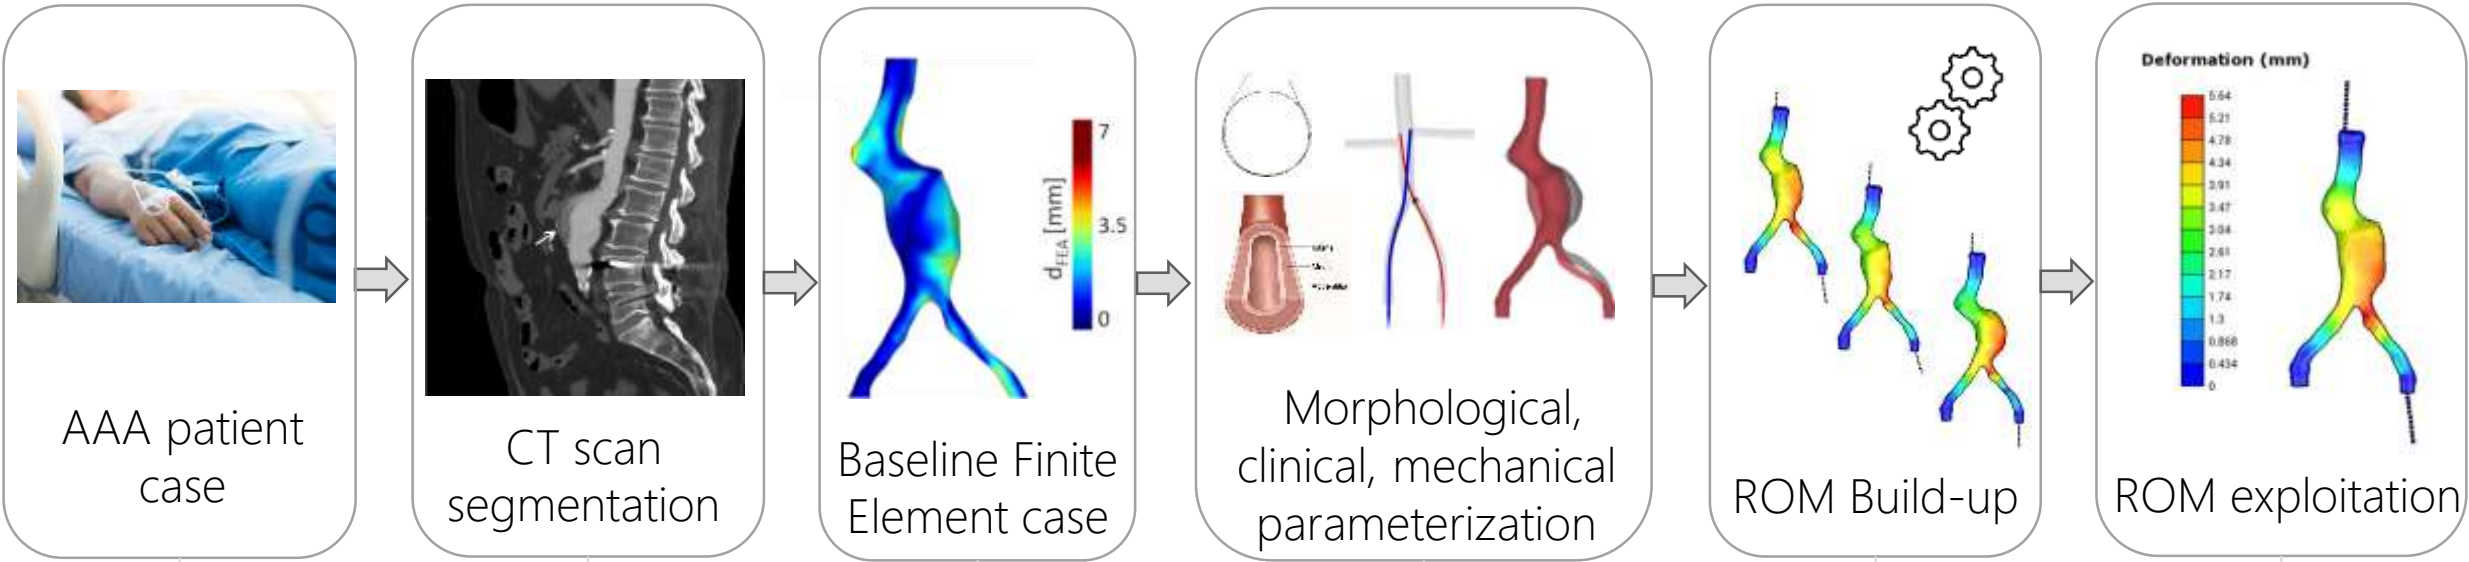 AAA patient
case
CT scan
segmentation
d_FEA [mm]
7
3.5
0
Baseline Finite
Element case
Morphological,
clinical, mechanical
parameterization
ROM Build-up
Deformation (mm)
5.64
5.21
4.78
4.34
3.91
3.47
3.04
2.61
2.17
1.74
1.3
0.868
0.434
0
ROM exploitation